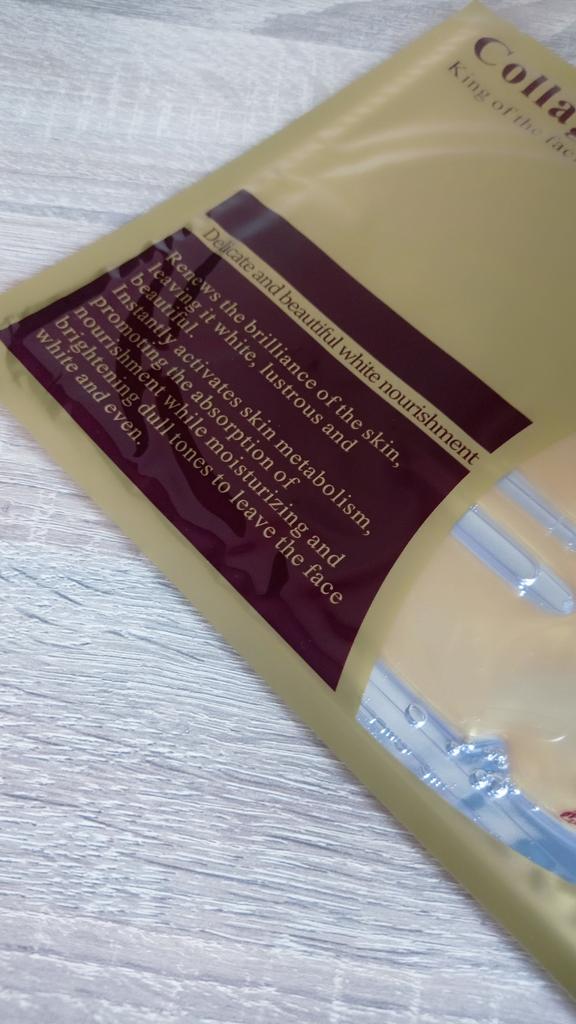 King of the
Delicate and beautiful white nourishment
Renews the brilliance of the skin,
leaving it white, lustrous and
beautiful.
Instantly activates skin metabolism,
promoting the absorption of
nourishment while moisturizing and
brightening dull tones to leave the face
white and even.